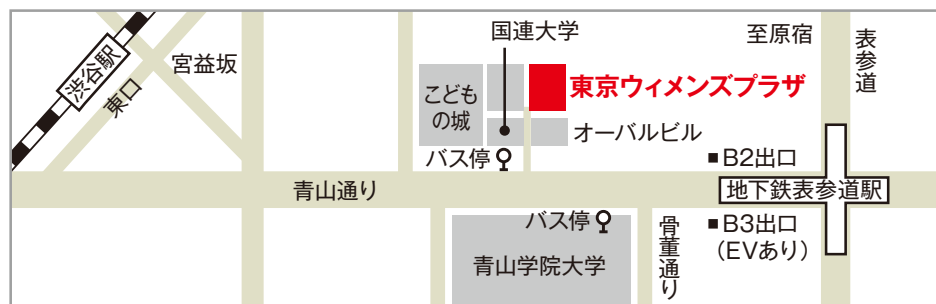 国連大学
至原宿
表参道
宮益坂
渋谷駅
東口
こども
の城
東京ウィメンズプラザ
オーバルビル
バス停
B2出口
青山通り
地下鉄表参道駅
バス停
B3出口
（EVあり）
骨董通り
青山学院大学